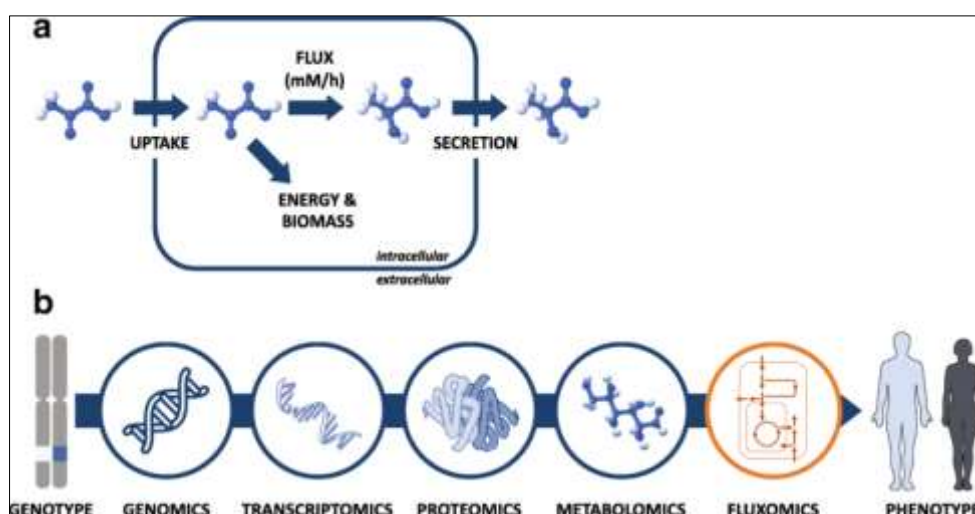 a
FLUX
(mM/h)
UPTAKE
SECRETION
ENERGY &
BIOMASS
intracellular
extracellular
b
GENOTYPE GENOMICS TRANSCRIPTOMICS PROTEOMICS METABOLOMICS FLUXOMICS PHENOTYPE